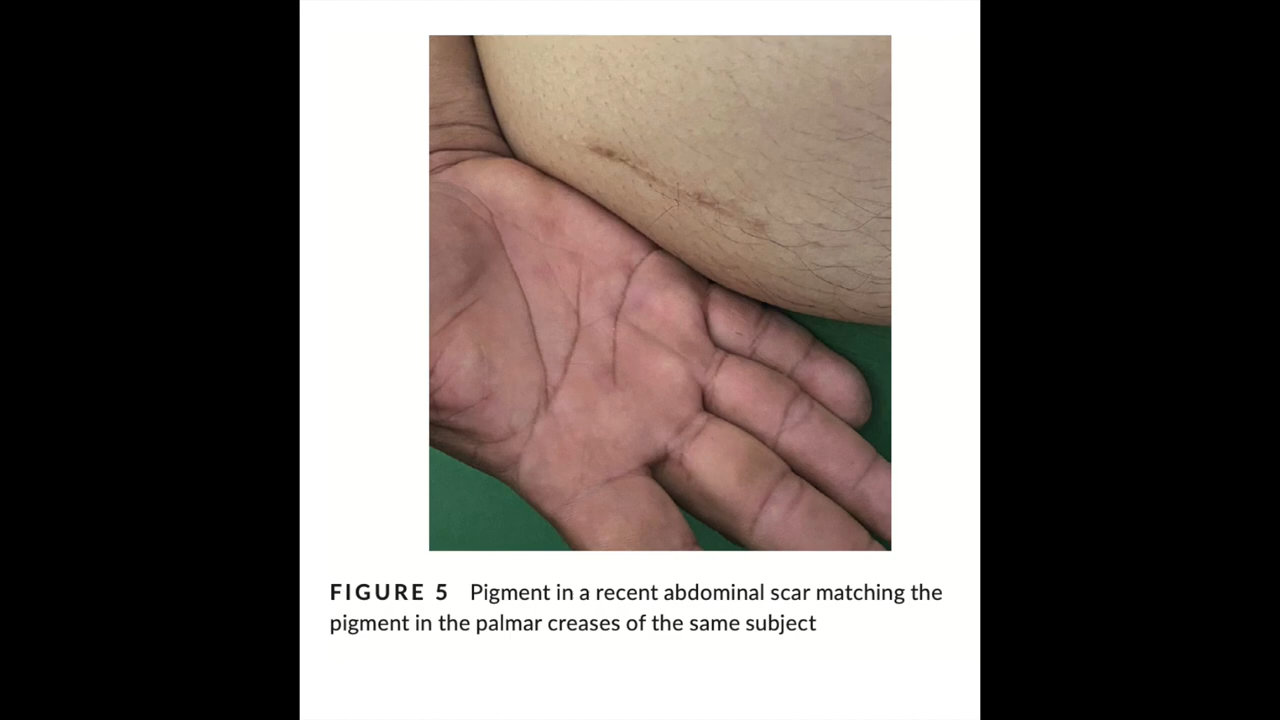 FIGURE 5 Pigment in a recent abdominal scar matching the
pigment in the palmar creases of the same subject